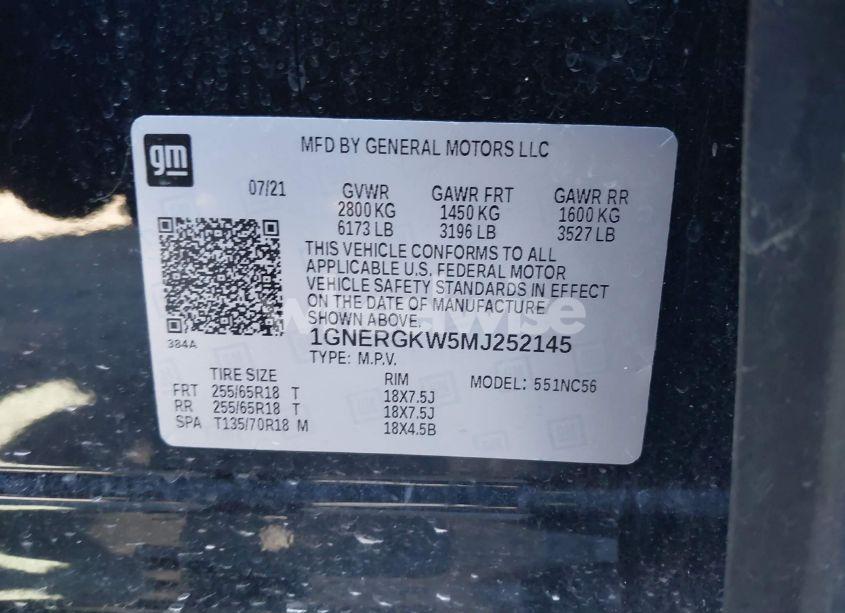 gm
MFD BY GENERAL MOTORS LLC
07/21 GVWR GAWR FRT GAWR RR
2800 KG 1450 KG 1600 KG
6173 LB 3196 LB 3527 LB
THIS VEHICLE CONFORMS TO ALL
APPLICABLE U.S. FEDERAL MOTOR
VEHICLE SAFETY STANDARDS IN EFFECT
ON THE DATE OF MANUFACTURE
SHOWN ABOVE.
384A
1GNERGKW5MJ252145
TYPE: M.P.V.
TIRE SIZE RIM MODEL: 551NC56
FRT 255/65R18 T 18X7.5J
RR 255/65R18 T 18X7.5J
SPA T135/70R18 M 18X4.5B